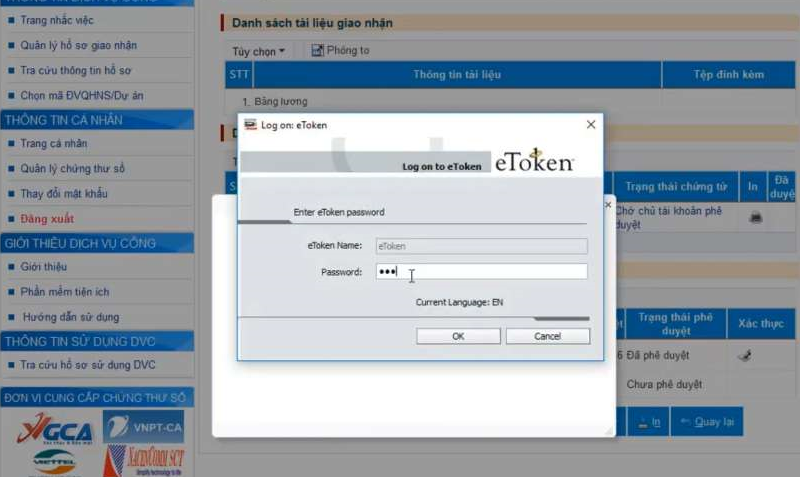 Trang nhắc việc
Quản lý hồ sơ giao nhận
Tra cứu thông tin hồ sơ
Chọn mã ĐVQHNS/Dự án
THÔNG TIN CÁ NHÂN
Trang cá nhân
Quản lý chứng thư số
Thay đổi mật khẩu
Đăng xuất
GIỚI THIỆU DỊCH VỤ CÔNG
Giới thiệu
Phần mềm tiện ích
Hướng dẫn sử dụng
THÔNG TIN SỬ DỤNG DVC
Tra cứu hồ sơ sử dụng DVC
ĐƠN VỊ CUNG CẤP CHỨNG THƯ SỐ
VGCA
VNPT-CA
VIETTEL
NACENCOMM SCT
Danh sách tài liệu giao nhận
Tùy chọn
Phóng to
STT
Thông tin tài liệu
Tệp đính kèm
1. Bảng lương
Log on: eToken
Log on to eToken
eToken
Enter eToken password
eToken Name:
eToken
Password:
Current Language: EN
OK
Cancel
Trạng thái chứng từ
In
Đã
duyệ
Chờ chủ tài khoản phê
duyệt
Trạng thái phê
duyệt
Xác thực
6 Đã phê duyệt
Chưa phê duyệt
In
Quay lại